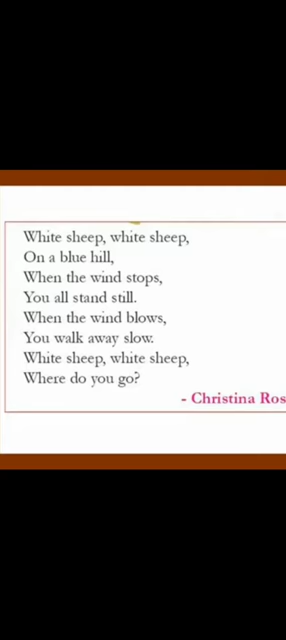 White sheep, white sheep,
On a blue hill,
When the wind stops,
You all stand still.
When the wind blows,
You walk away slow.
White sheep, white sheep,
Where do you go?
- Christina Ros